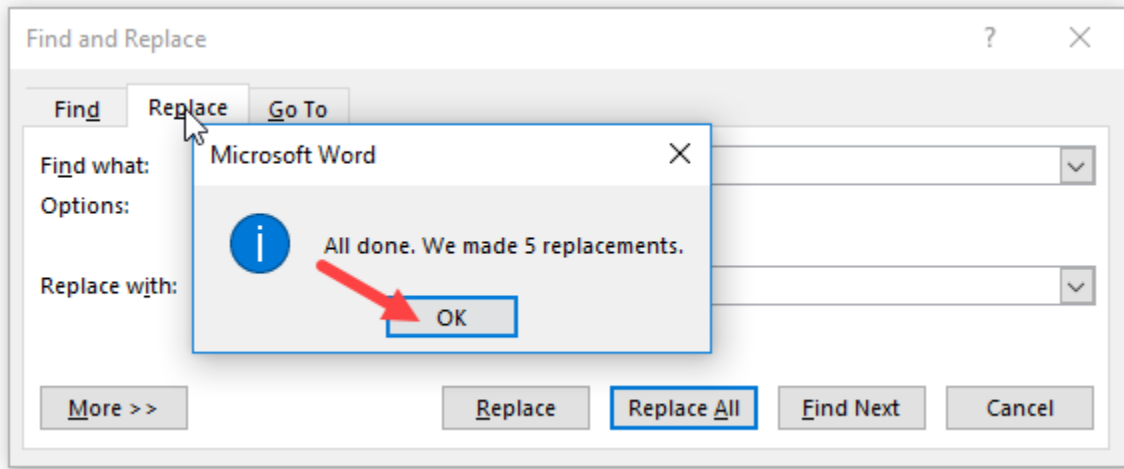 Find and Replace ?
Find Replace Go To
Microsoft Word
Find what:
Options:
All done. We made 5 replacements.
Replace with:
OK
More >> Replace Replace All Find Next Cancel